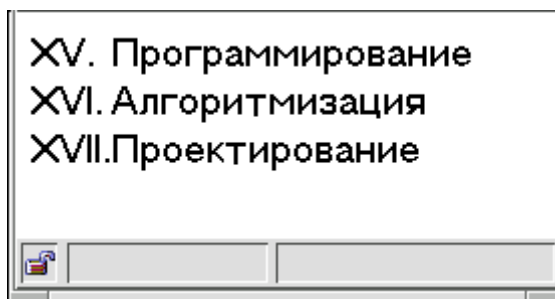 XV. Программирование
XVI. Алгоритмизация
XVII.Проектирование